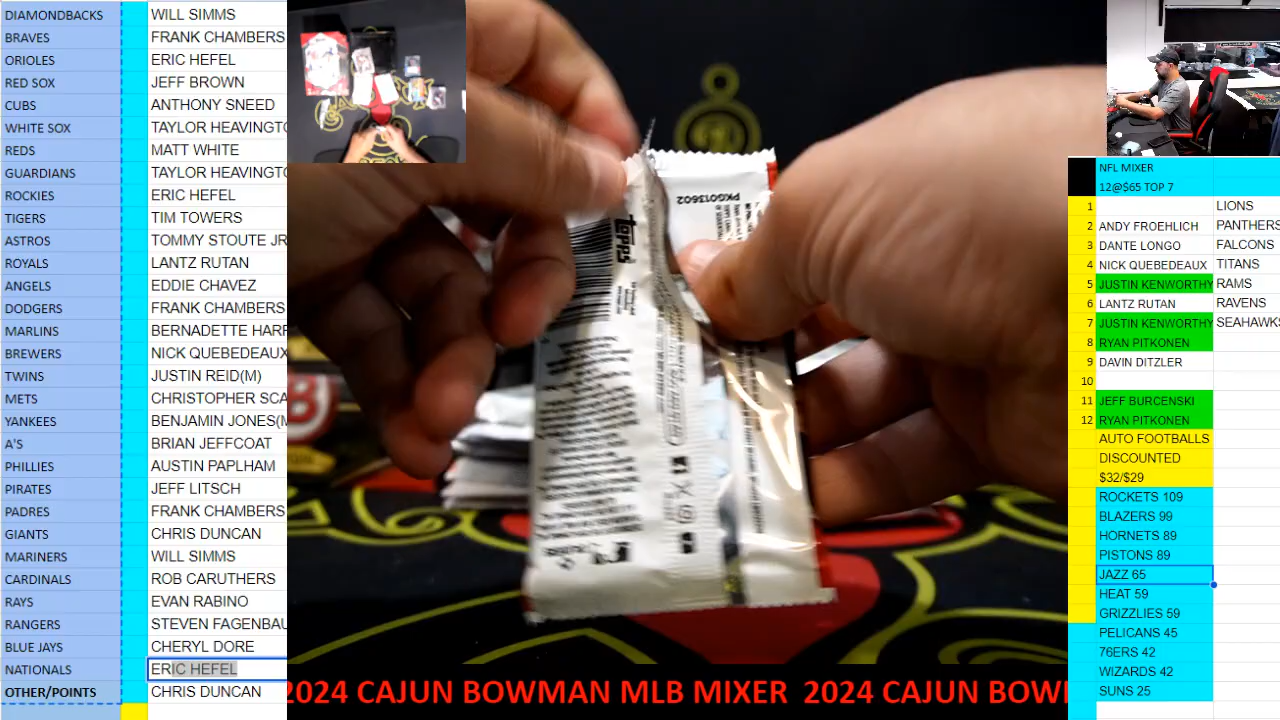 DIAMONDBACKS WILL SIMMS
BRAVES FRANK CHAMBERS
ORIOLES ERIC HEFEL
RED SOX JEFF BROWN
CUBS ANTHONY SNEED
WHITE SOX TAYLOR HEAVINGTO
REDS MATT WHITE
GUARDIANS TAYLOR HEAVINGTO
ROCKIES ERIC HEFEL
TIGERS TIM TOWERS
ASTROS TOMMY STOUTE JR
ROYALS LANTZ RUTAN
ANGELS EDDIE CHAVEZ
DODGERS FRANK CHAMBERS
MARLINS BERNADETTE HARR
BREWERS NICK QUEBEDEAUX
TWINS JUSTIN REID(M)
METS CHRISTOPHER SCA
YANKEES BENJAMIN JONES(M
A'S BRIAN JEFFCOAT
PHILLIES AUSTIN PAPLHAM
PIRATES JEFF LITSCH
PADRES FRANK CHAMBERS
GIANTS CHRIS DUNCAN
MARINERS WILL SIMMS
CARDINALS ROB CARUTHERS
RAYS EVAN RABINO
RANGERS STEVEN FAGENBAU
BLUE JAYS CHERYL DORE
NATIONALS ERIC HEFEL
OTHER/POINTS CHRIS DUNCAN
PKG013602
topps
NFL MIXER
12@$65 TOP 7
1 LIONS
2 ANDY FROEHLICH PANTHERS
3 DANTE LONGO FALCONS
4 NICK QUEBEDEAUX TITANS
5 JUSTIN KENWORTHY RAMS
6 LANTZ RUTAN RAVENS
7 JUSTIN KENWORTHY SEAHAWKS
8 RYAN PITKONEN
9 DAVIN DITZLER
10
11 JEFF BURCENSKI
12 RYAN PITKONEN
AUTO FOOTBALLS
DISCOUNTED
$32/$29
ROCKETS 109
BLAZERS 99
HORNETS 89
PISTONS 89
JAZZ 65
HEAT 59
GRIZZLIES 59
PELICANS 45
76ERS 42
WIZARDS 42
SUNS 25
2024 CAJUN BOWMAN MLB MIXER 2024 CAJUN BOW